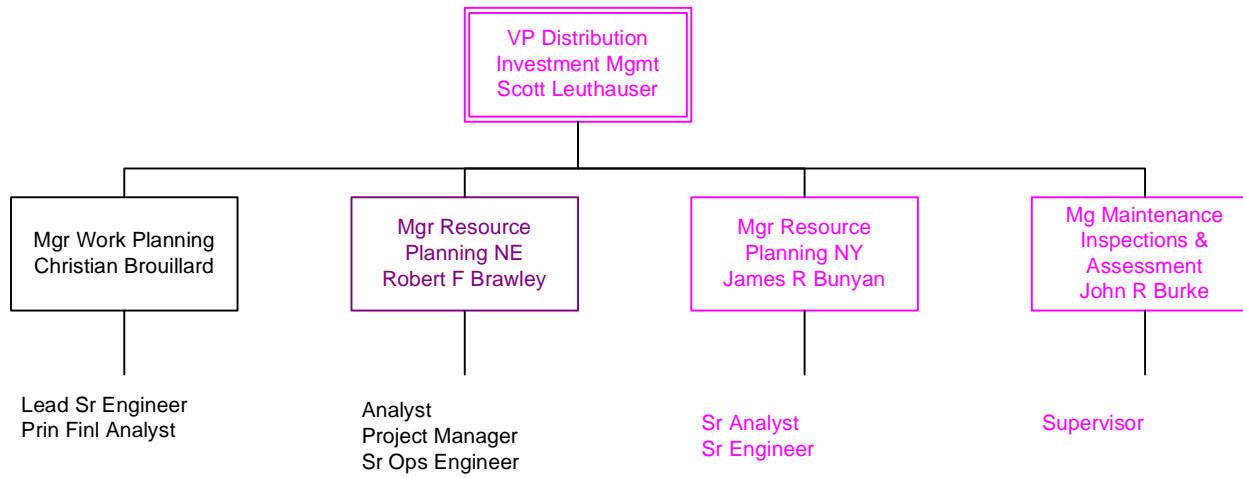 VP Distribution
Investment Mgmt
Scott Leuthauser
Mgr Work Planning
Christian Brouillard
Mgr Resource
Planning NE
Robert F Brawley
Mgr Resource
Planning NY
James R Bunyan
Mg Maintenance
Inspections &
Assessment
John R Burke
Lead Sr Engineer
Prin Finl Analyst
Analyst
Project Manager
Sr Ops Engineer
Sr Analyst
Sr Engineer
Supervisor